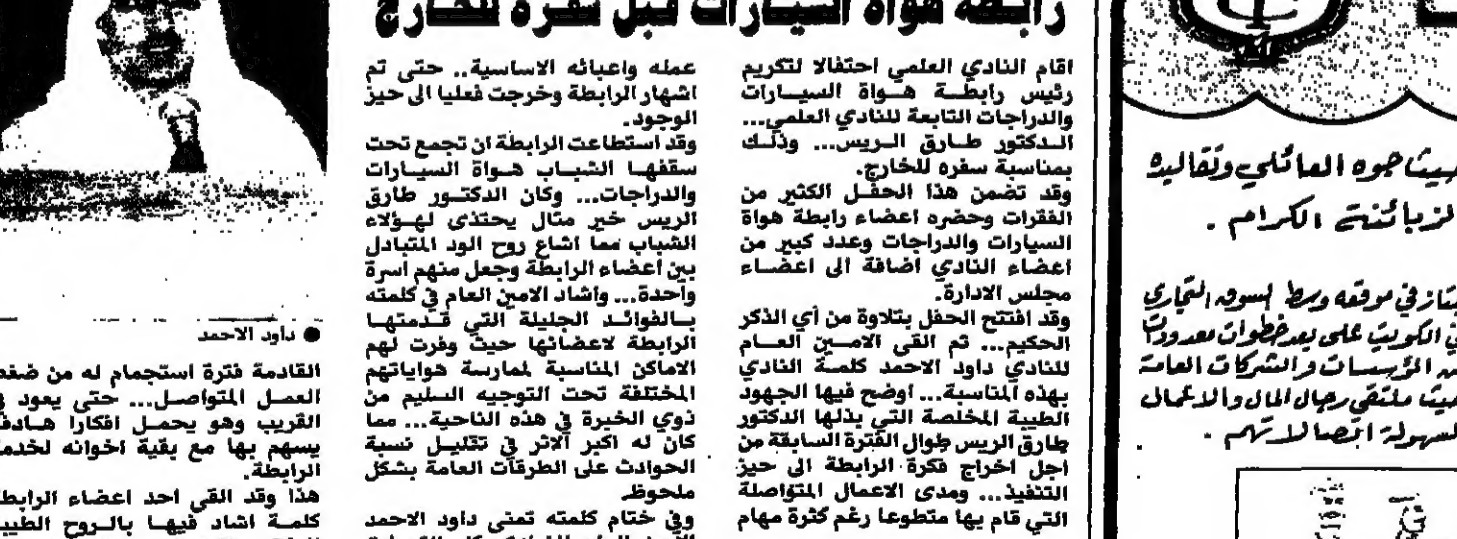 رابطة هواة السيارات قبل سفره للخارج
اقام النادي العلمي احتفالا لتكريم
رئيس رابطة هواة السيارات
والدراجات التابعة للنادي العلمي...
الدكتور طارق الريس... وذلك
بمناسبة سفره للخارج.
وقد تضمن هذا الحفل الكثير من
الفقرات وحضره اعضاء رابطة هواة
السيارات والدراجات وعدد كبير من
اعضاء النادي اضافة الى اعضاء
مجلس الادارة.
وقد افتتح الحفل بتلاوة من أي الذكر
الحكيم... ثم القى الامين العام
للنادي داود الاحمد كلمة النادي
بهذه المناسبة... اوضح فيها الجهود
الطيبة المخلصة التي بذلها الدكتور
طارق الريس طوال الفترة السابقة من
اجل اخراج فكرة الرابطة الى حيز
التنفيذ... ومدى الاعمال المتواصلة
التي قام بها متطوعا رغم كثرة مهام
عمله واعبائه الاساسية.. حتى تم
اشهار الرابطة وخرجت فعليا الى حيز
الوجود.
وقد استطاعت الرابطة ان تجمع تحت
سقفها الشباب هواة السيارات
والدراجات... وكان الدكتور طارق
الريس خير مثال يحتذى لهؤلاء
الشباب مما اشاع روح الود المتبادل
بين أعضاء الرابطة وجعل منهم اسرة
واحدة... وأشاد الامين العام في كلمته
بالفوائد الجليلة التي قدمتها
الرابطة لاعضائها حيث وفرت لهم
الاماكن المناسبة لممارسة هواياتهم
المختلفة تحت التوجيه السليم من
ذوي الخبرة في هذه الناحية... مما
كان له اكبر الاثر في تقليل نسبة
الحوادث على الطرقات العامة بشكل
ملحوظ.
وفي ختام كلمته تمنى داود الاحمد
● داود الاحمد
القادمة فترة استجمام له من ضغط
العمل المتواصل... حتى يعود في
القريب وهو يحمل افكارا هادفة
يسهم بها مع بقية اخوانه لخدمة
الرابطة.
هذا وقد القى احد اعضاء الرابطة
كلمة اشاد فيها بالروح الطيبة
جوه العائلي وتقاليده
الكرام .
في موقعه وسط السوق التجاري
الكويت على بعد خطوات معدودات
المؤسسات والشركات العامة
ملتقى رجال المال والاعمال
لسهولة اتصالاتهم .